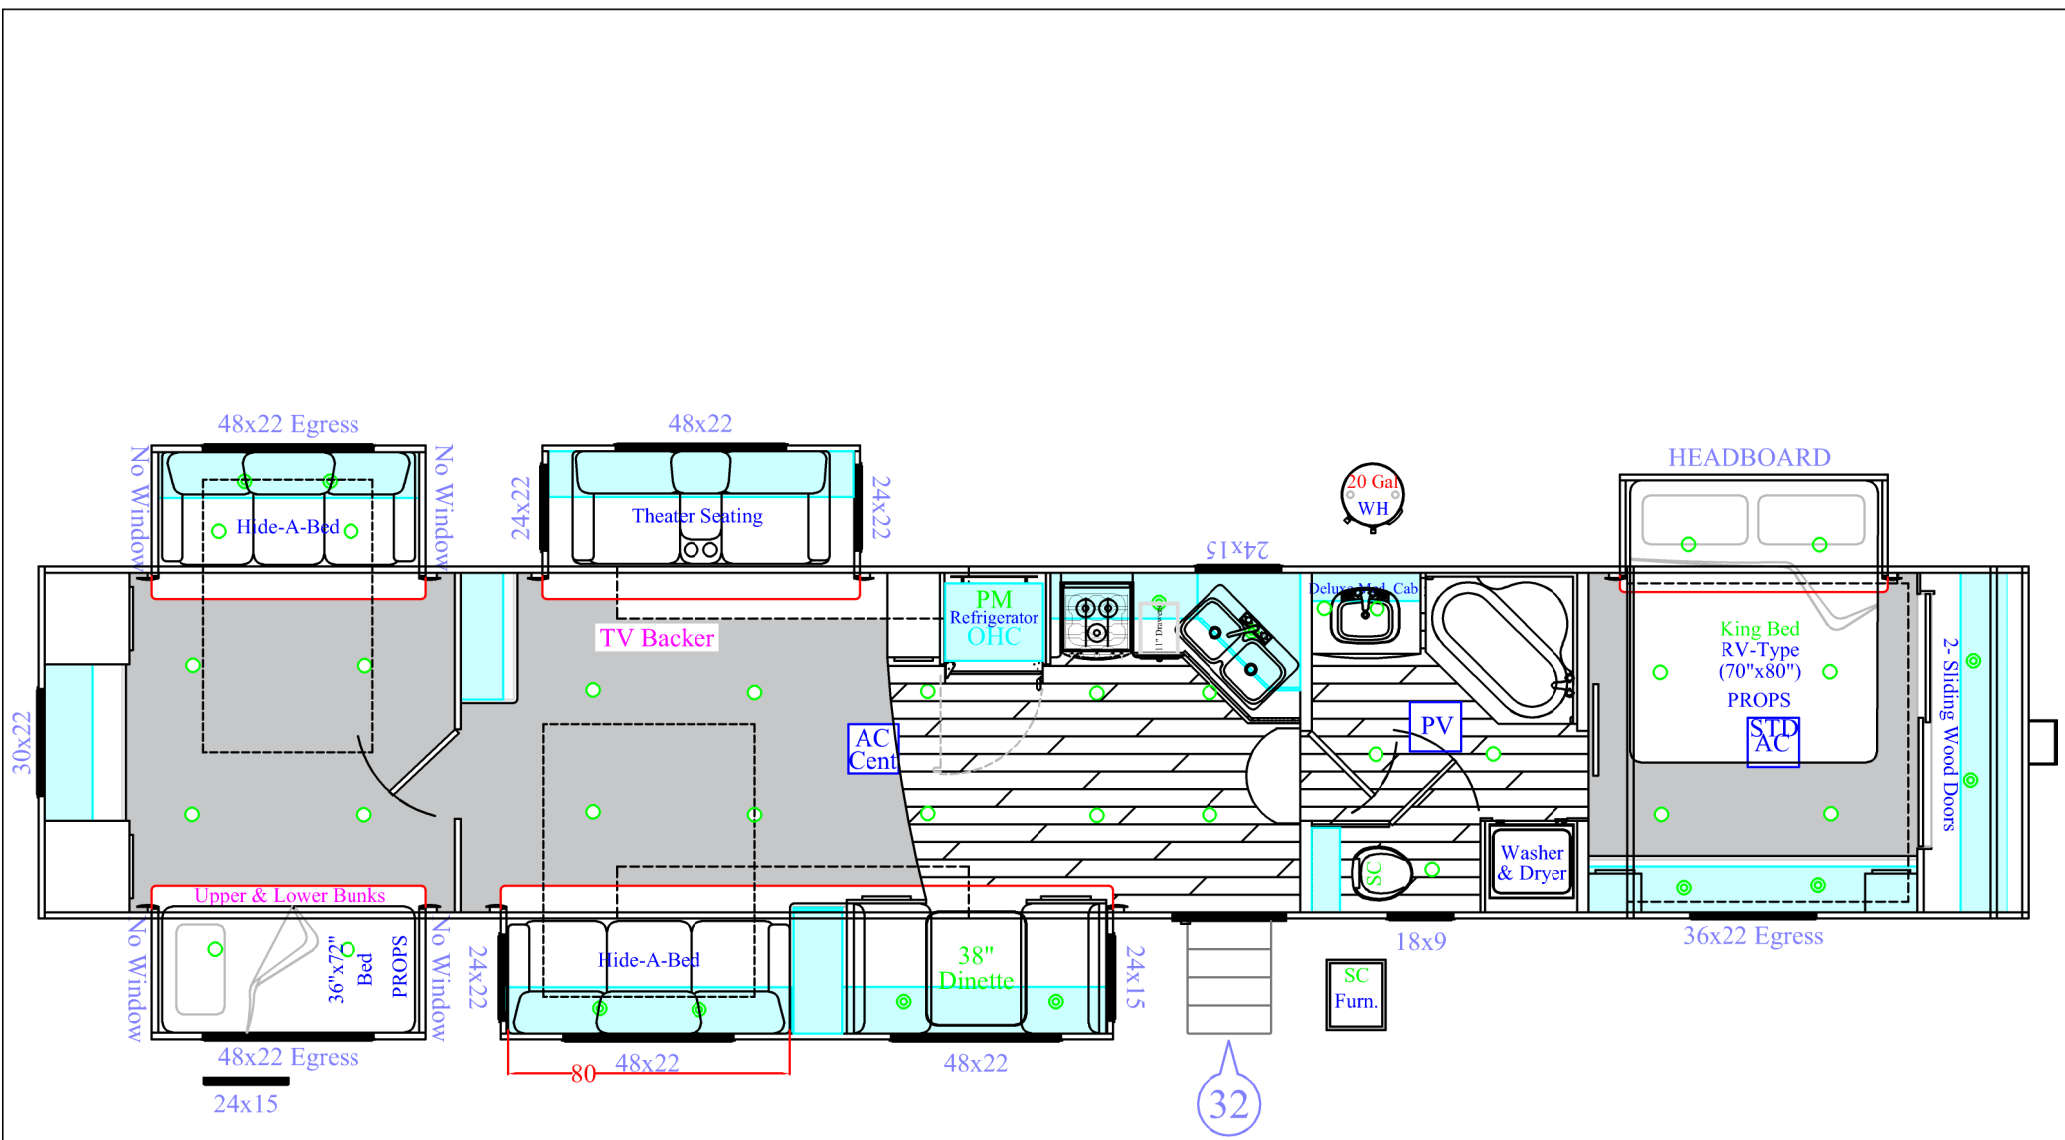 48x22 Egress
48x22
HEADBOARD
No Window
No Window
24x22
24x22
20 Gal
WH
Hide-A-Bed
Theater Seating
24x15
Deluxe Med. Cab.
PM
Refrigerator
OHC
11" Drawers
TV Backer
King Bed
RV-Type
(70"x80")
PROPS
STD
AC
2- Sliding Wood Doors
30x22
AC
Cent
PV
Washer
& Dryer
SC
Upper & Lower Bunks
No Window
36"x72"
Bed
PROPS
No Window
24x22
Hide-A-Bed
38"
Dinette
24x15
18x9
36x22 Egress
SC
Furn.
48x22 Egress
80
48x22
48x22
24x15
32